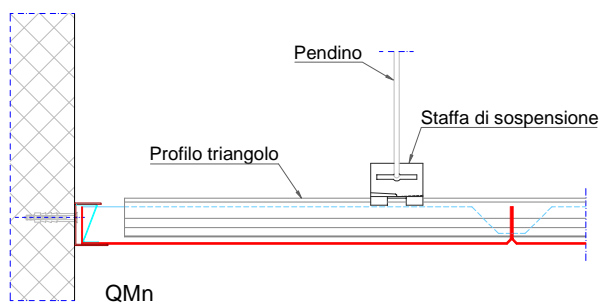 Pendino
Staffa di sospensione
Profilo triangolo
QMn